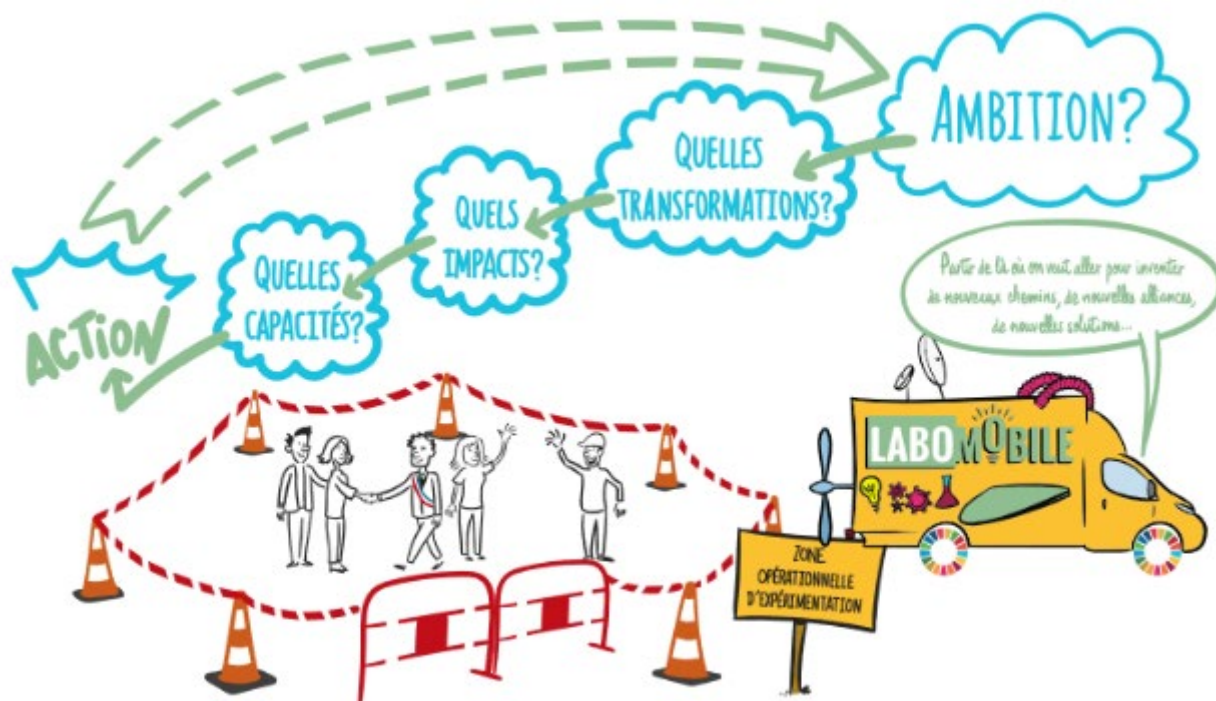 AMBITION?
QUELLES
TRANSFORMATIONS?
QUELS
IMPACTS?
QUELLES
CAPACITÉS?
ACTION
Partir de là où on veut aller pour inventer
de nouveaux chemins, de nouvelles alliances,
de nouvelles solutions...
LABOMOBILE
ZONE
OPÉRATIONNELLE
D'EXPÉRIMENTATION